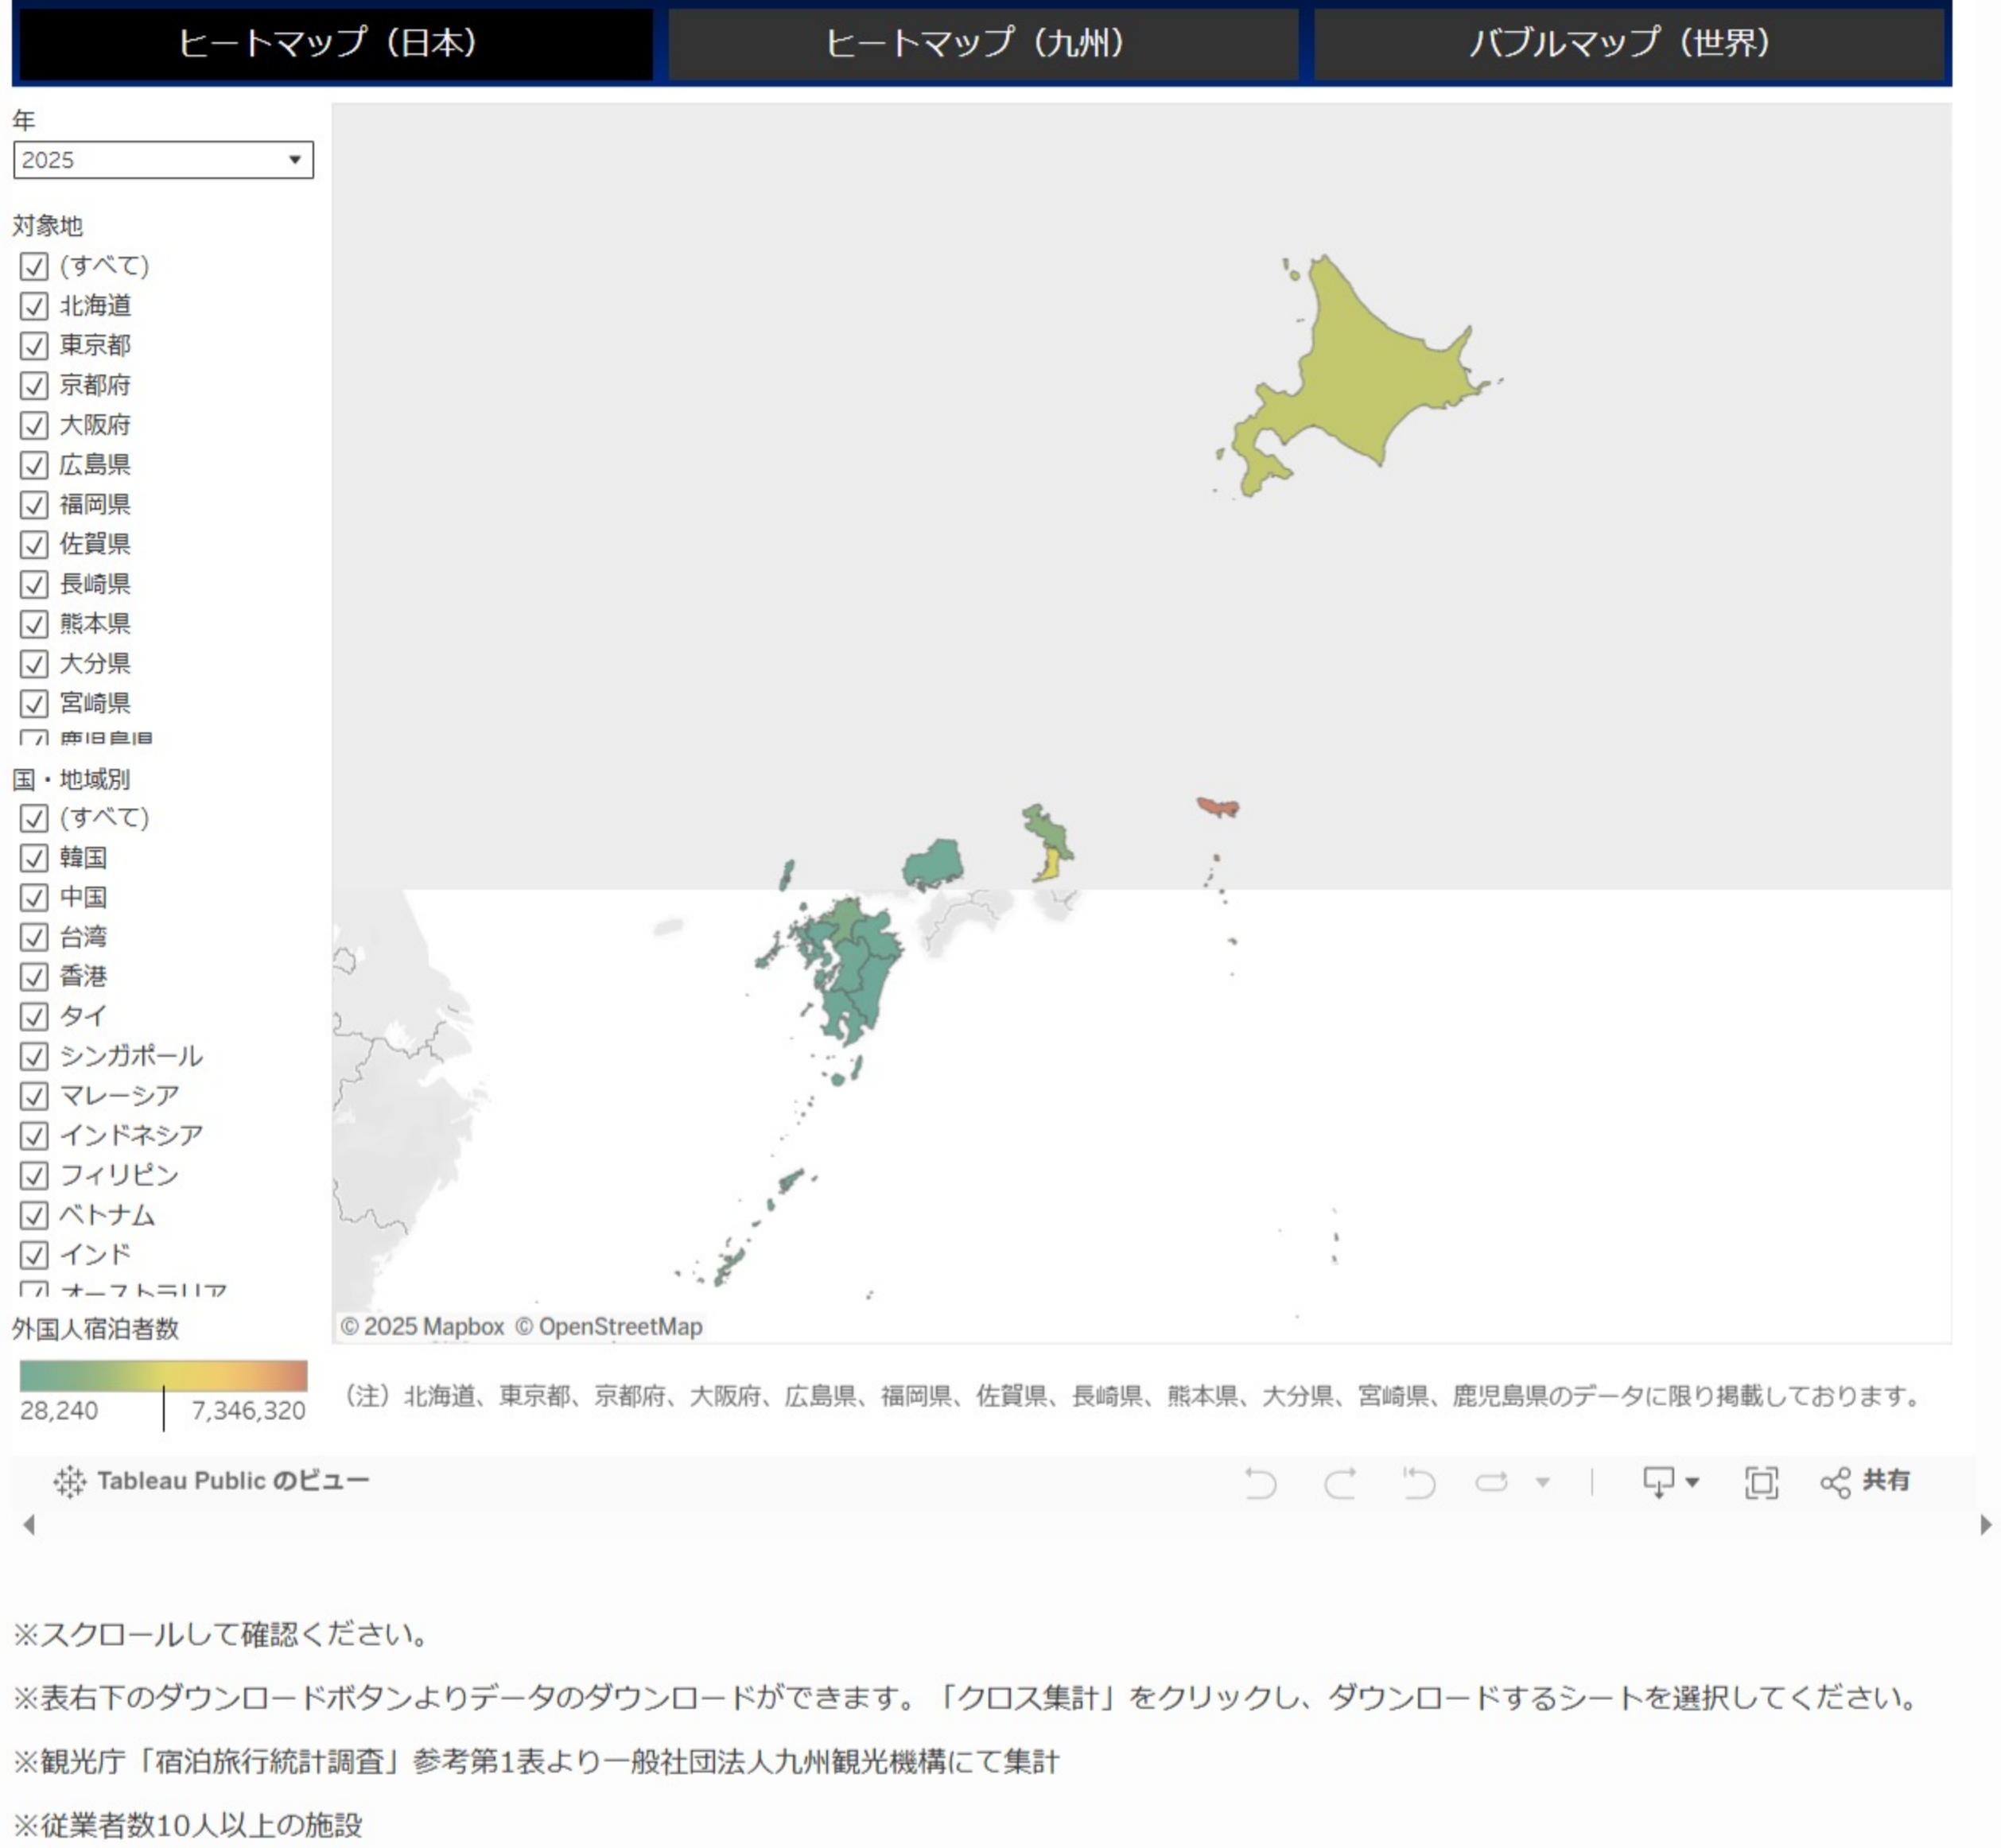 ヒートマップ（日本）
ヒートマップ（九州）
バブルマップ（世界）
年
2025
対象地
(すべて)
北海道
東京都
京都府
大阪府
広島県
福岡県
佐賀県
長崎県
熊本県
大分県
宮崎県
鹿児島県
国・地域別
(すべて)
韓国
中国
台湾
香港
タイ
シンガポール
マレーシア
インドネシア
フィリピン
ベトナム
インド
オーストラリア
外国人宿泊者数
28,240
7,346,320
© 2025 Mapbox © OpenStreetMap
（注）北海道、東京都、京都府、大阪府、広島県、福岡県、佐賀県、長崎県、熊本県、大分県、宮崎県、鹿児島県のデータに限り掲載しております。
Tableau Public のビュー
共有
※スクロールして確認ください。
※表右下のダウンロードボタンよりデータのダウンロードができます。「クロス集計」をクリックし、ダウンロードするシートを選択してください。
※観光庁「宿泊旅行統計調査」参考第1表より一般社団法人九州観光機構にて集計
※従業者数10人以上の施設